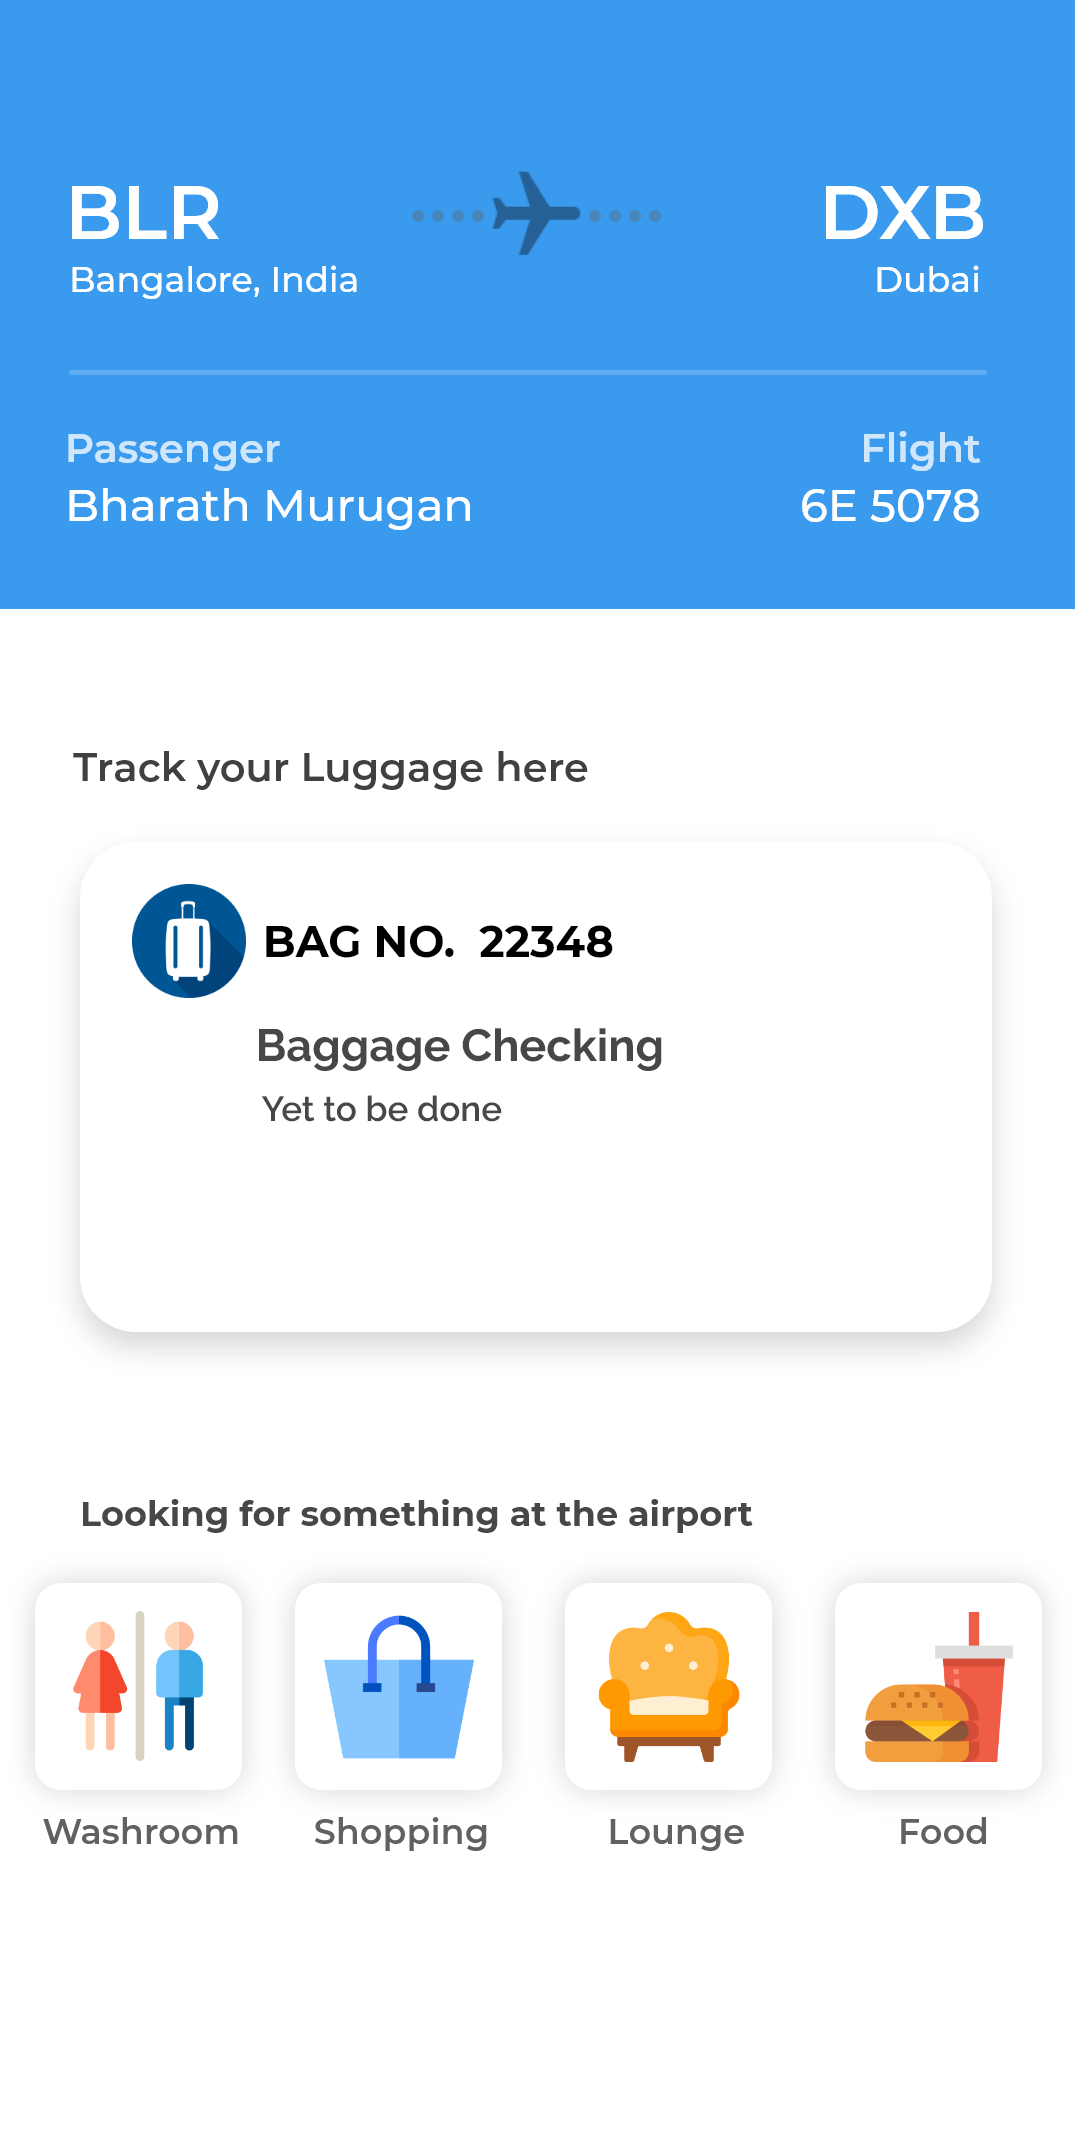 BLR
DXB
Bangalore, India
Dubai
Passenger
Flight
Bharath Murugan
6E 5078
Track your Luggage here
BAG NO.  22348
Baggage Checking
Yet to be done
Looking for something at the airport
Washroom
Shopping
Lounge
Food